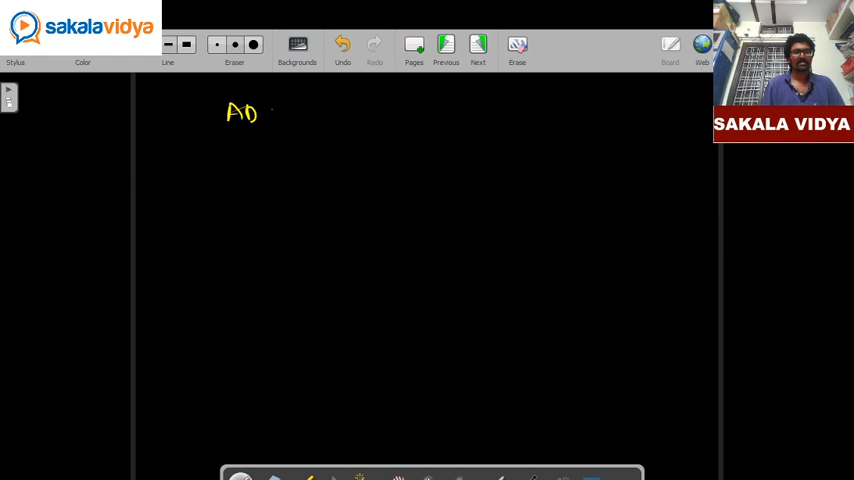 sakalavidya
Stylus Color Line Eraser Backgrounds Undo Redo Pages Previous Next Erase Board Web
AD
SAKALA VIDYA